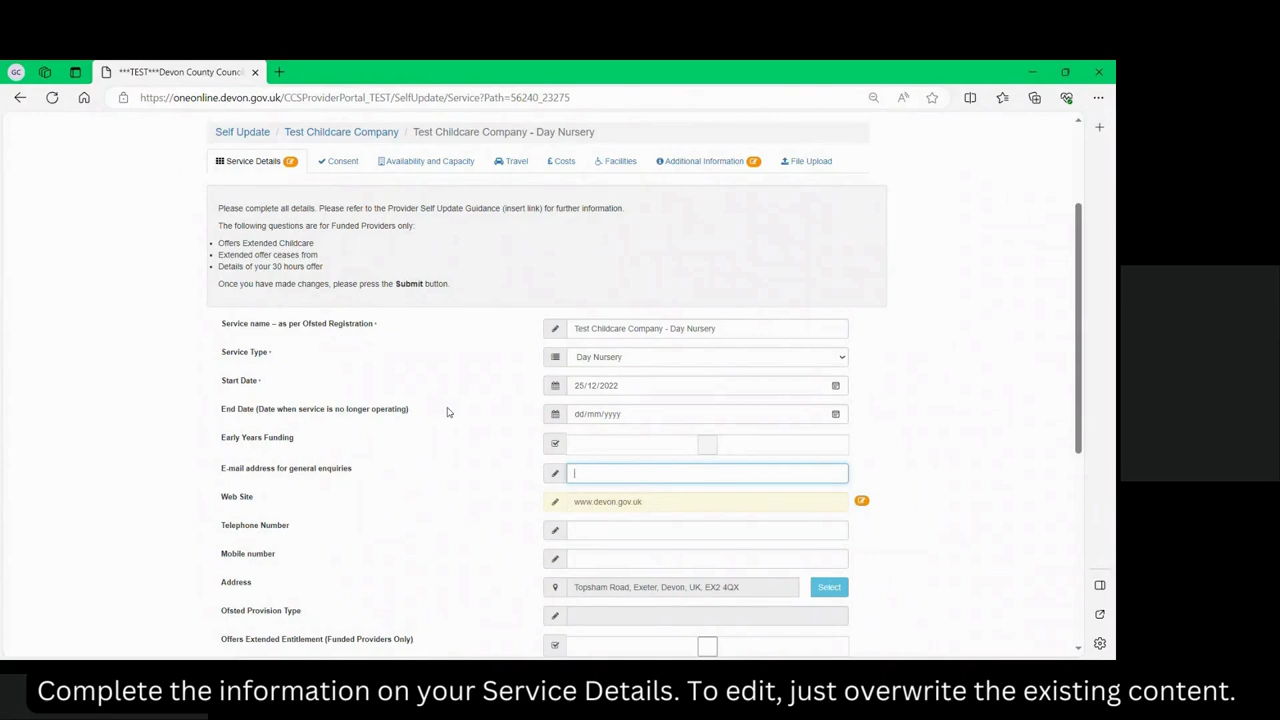 GC
***TEST***Devon County Counc
https://oneonline.devon.gov.uk/CCSProviderPortal_TEST/SelfUpdate/Service?Path=56240_23275
Self Update / Test Childcare Company / Test Childcare Company - Day Nursery
Service Details Consent Availability and Capacity Travel £ Costs Facilities Additional Information File Upload
Please complete all details. Please refer to the Provider Self Update Guidance (insert link) for further information.
The following questions are for Funded Providers only:
• Offers Extended Childcare
• Extended offer ceases from
• Details of your 30 hours offer
Once you have made changes, please press the Submit button.
Service name – as per Ofsted Registration * Test Childcare Company - Day Nursery
Service Type * Day Nursery
Start Date * 25/12/2022
End Date (Date when service is no longer operating) dd/mm/yyyy
Early Years Funding
E-mail address for general enquiries
Web Site www.devon.gov.uk
Telephone Number
Mobile number
Address Topsham Road, Exeter, Devon, UK, EX2 4QX Select
Ofsted Provision Type
Offers Extended Entitlement (Funded Providers Only)
Complete the information on your Service Details. To edit, just overwrite the existing content.